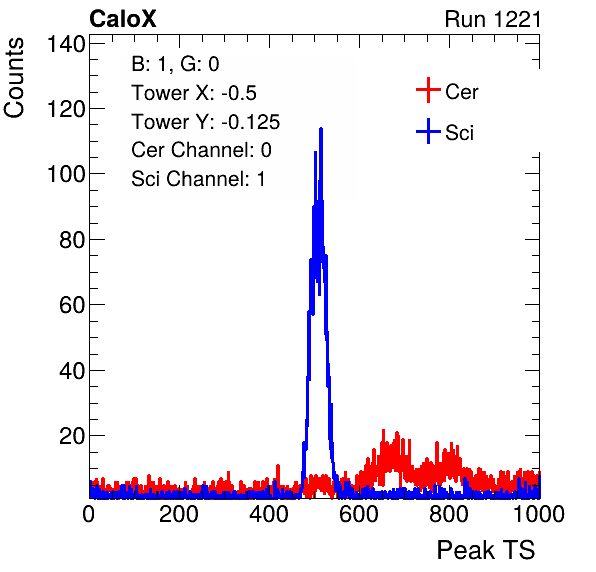 CaloX Run 1221
Counts
140
120
100
80
60
40
20
B: 1, G: 0
Tower X: -0.5
Tower Y: -0.125
Cer Channel: 0
Sci Channel: 1
Cer
Sci
0 200 400 600 800 1000
Peak TS